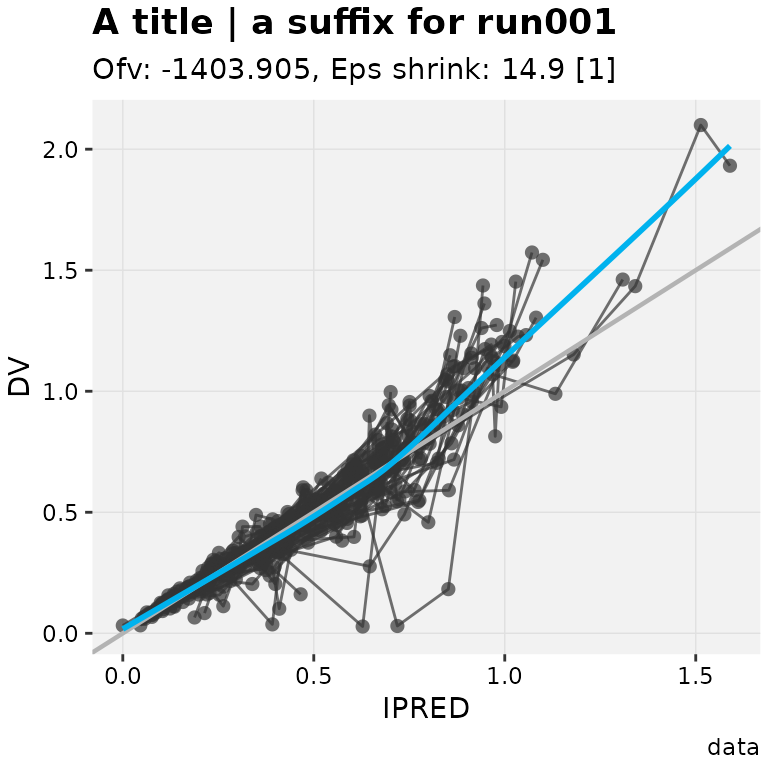 A title | a suffix for run001
Ofv: -1403.905, Eps shrink: 14.9 [1]
DV
2.0
1.5
1.0
0.5
0.0
0.0 0.5 1.0 1.5
IPRED
data